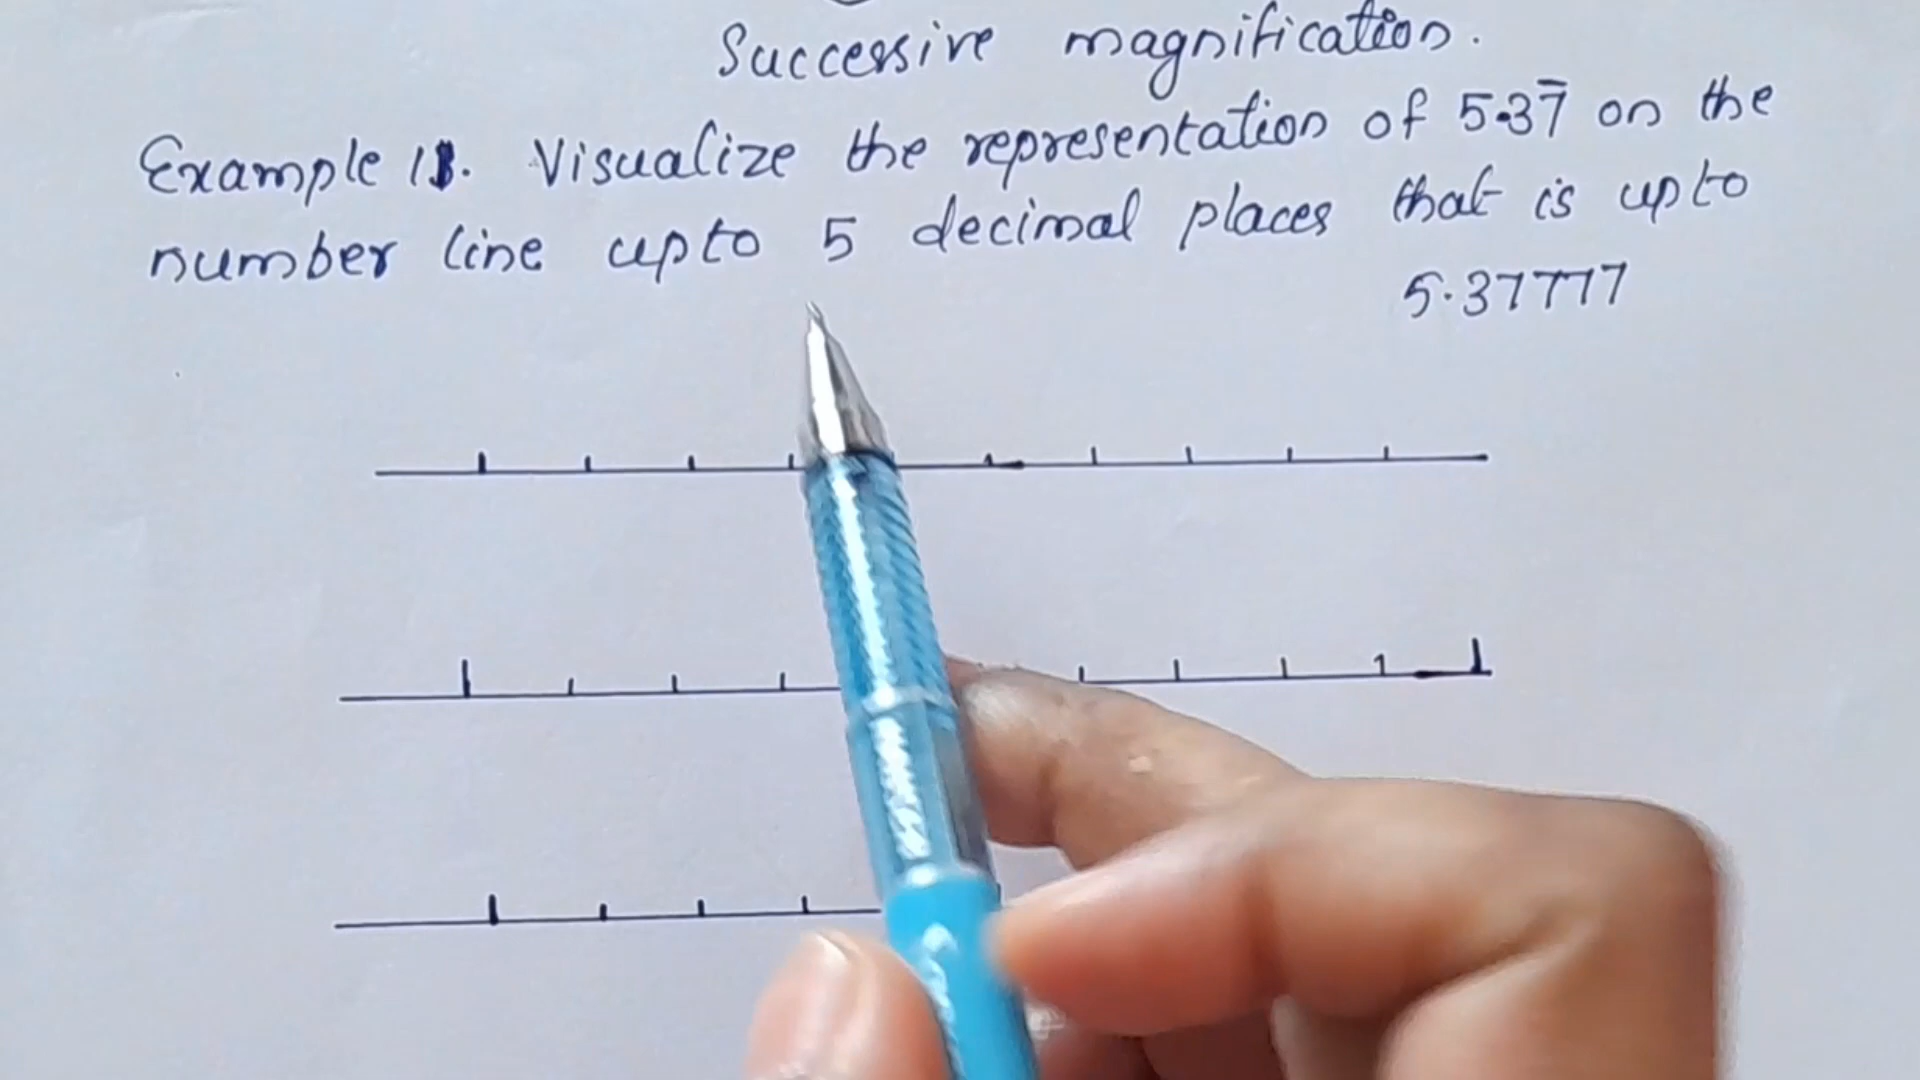 Successive magnification.
Example 11. Visualize the representation of 5.37̅ on the
number line upto 5 decimal places that is upto
5.37777